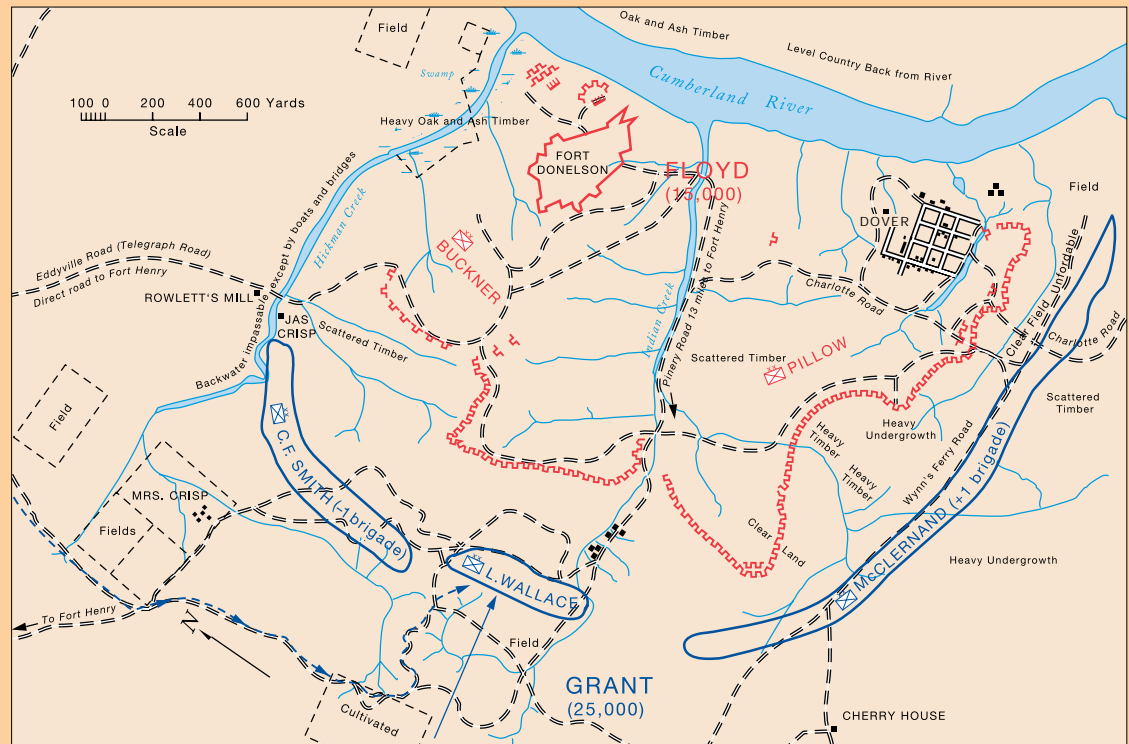 Field
Oak and Ash Timber
Level Country Back from River
Cumberland River
Swamp
100 0 200 400 600 Yards
Scale
Heavy Oak and Ash Timber
FORT
DONELSON
FLOYD
(15,000)
Field
DOVER
Hickman Creek
Backwater impassable except by boats and bridges
BUCKNER
XX
Eddyville Road (Telegraph Road)
Direct road to Fort Henry
ROWLETT'S MILL
JAS
CRISP
Scattered Timber
Indian Creek
Pinery Road 13 miles to Fort Henry
Charlotte Road
Clear Field
Unfordable
Charlotte Road
Scattered Timber
PILLOW
XX
Scattered
Timber
Field
Heavy
Undergrowth
Heavy
Timber
Heavy
Timber
Wynn's Ferry Road
XX
C.F. SMITH (-1 brigade)
MRS. CRISP
Fields
Clear Land
Heavy Undergrowth
XX
L. WALLACE
XX
McCLERNAND (+1 brigade)
To Fort Henry
N
Field
GRANT
(25,000)
Cultivated
CHERRY HOUSE